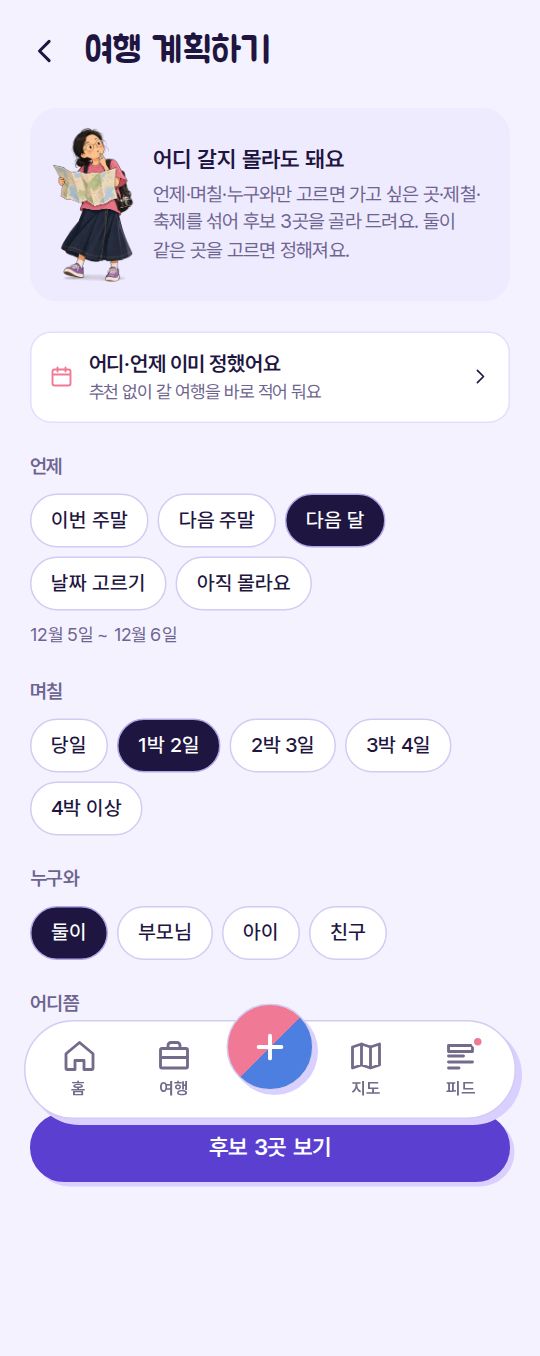 여행 계획하기
어디 갈지 몰라도 돼요
언제·며칠·누구와만 고르면 가고 싶은 곳·제철·
축제를 섞어 후보 3곳을 골라 드려요. 둘이
같은 곳을 고르면 정해져요.
어디·언제 이미 정했어요
추천 없이 갈 여행을 바로 적어 둬요
언제
이번 주말
다음 주말
다음 달
날짜 고르기
아직 몰라요
12월 5일 ~ 12월 6일
며칠
당일
1박 2일
2박 3일
3박 4일
4박 이상
누구와
둘이
부모님
아이
친구
어디쯤
홈
여행
지도
피드
후보 3곳 보기